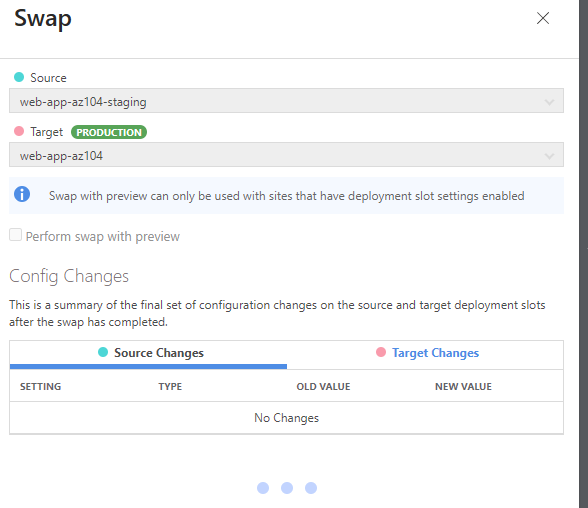 Swap
Source
web-app-az104-staging
Target PRODUCTION
web-app-az104
Swap with preview can only be used with sites that have deployment slot settings enabled
Perform swap with preview
Config Changes
This is a summary of the final set of configuration changes on the source and target deployment slots
after the swap has completed.
Source Changes Target Changes
SETTING TYPE OLD VALUE NEW VALUE
No Changes